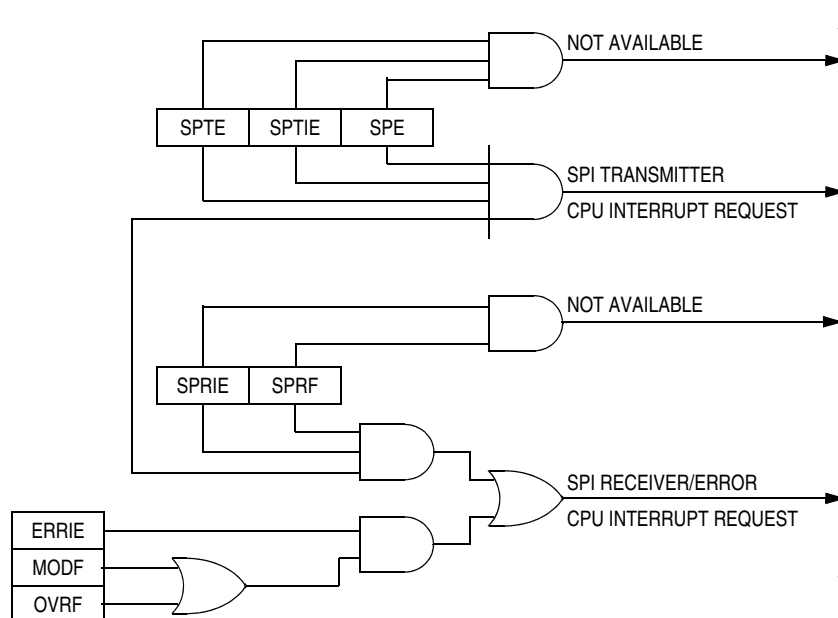 NOT AVAILABLE
SPTE SPTIE SPE
SPI TRANSMITTER
CPU INTERRUPT REQUEST
NOT AVAILABLE
SPRIE SPRF
SPI RECEIVER/ERROR
CPU INTERRUPT REQUEST
ERRIE
MODF
OVRF